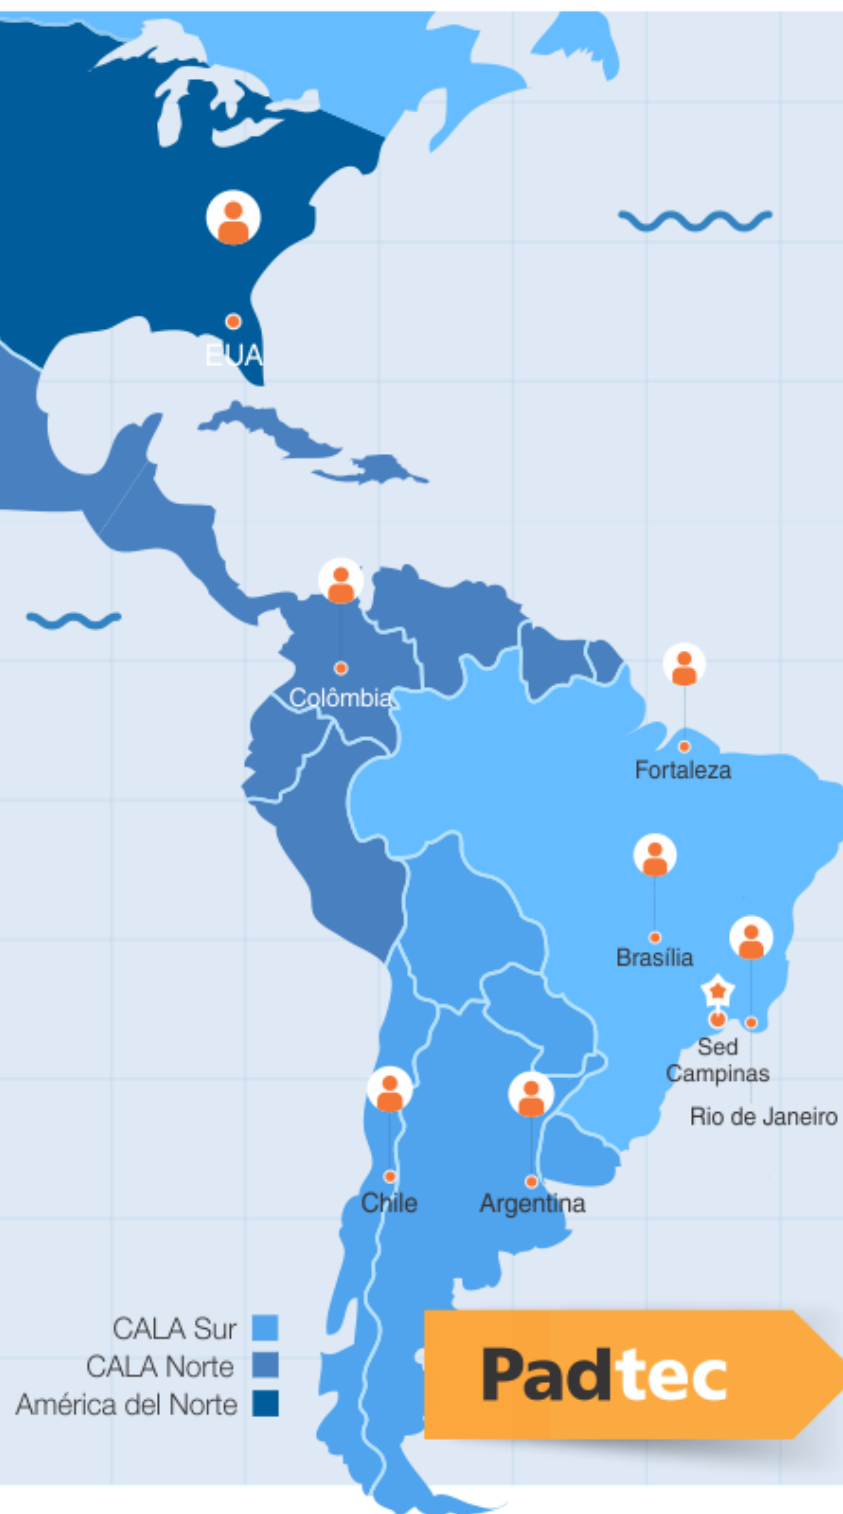 EUA
Colômbia
Fortaleza
Brasília
Sed
Campinas
Rio de Janeiro
Chile
Argentina
CALA Sur
CALA Norte
América del Norte
Padtec